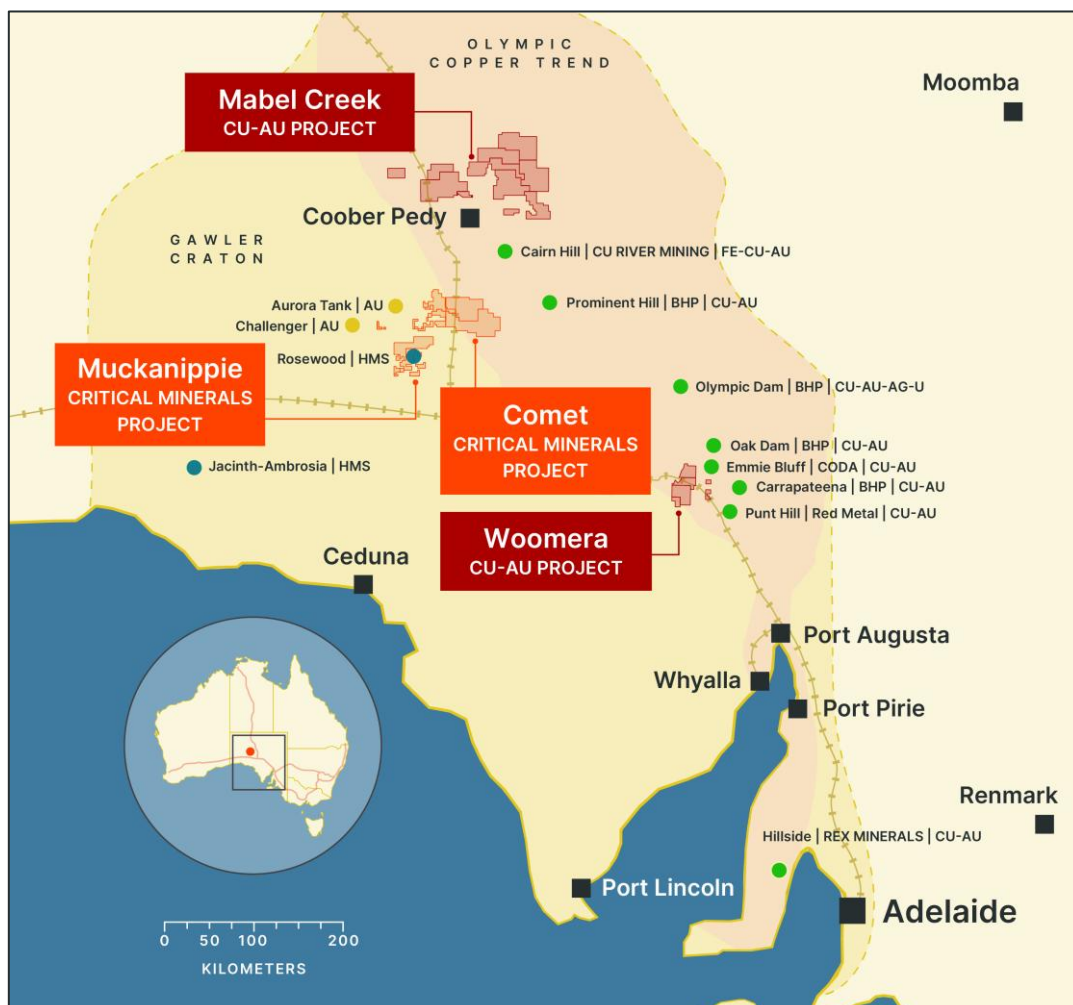 OLYMPIC
COPPER TREND
Moomba
Mabel Creek
CU-AU PROJECT
Coober Pedy
GAWLER
CRATON
Cairn Hill | CU RIVER MINING | FE-CU-AU
Aurora Tank | AU
Prominent Hill | BHP | CU-AU
Challenger | AU
Rosewood | HMS
Muckanippie
CRITICAL MINERALS
PROJECT
Olympic Dam | BHP | CU-AU-AG-U
Comet
CRITICAL MINERALS
PROJECT
Oak Dam | BHP | CU-AU
Jacinth-Ambrosia | HMS
Emmie Bluff | CODA | CU-AU
Carrapateena | BHP | CU-AU
Punt Hill | Red Metal | CU-AU
Woomera
CU-AU PROJECT
Ceduna
Port Augusta
Whyalla
Port Pirie
Renmark
Hillside | REX MINERALS | CU-AU
Port Lincoln
Adelaide
0 50 100 200
KILOMETERS